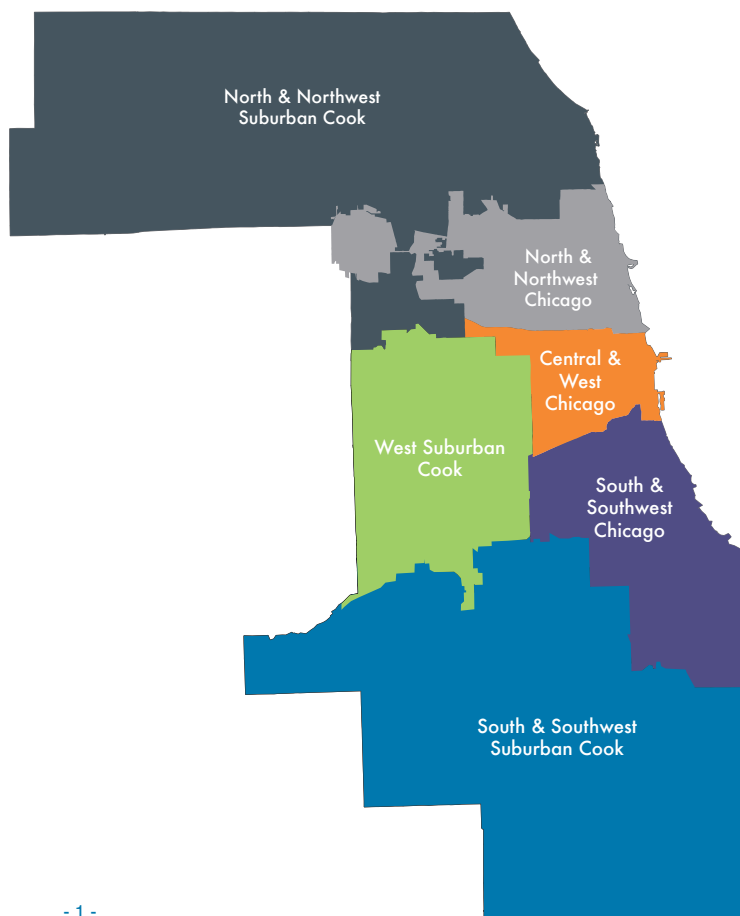 North & Northwest
Suburban Cook
North &
Northwest
Chicago
Central &
West
Chicago
West Suburban
Cook
South &
Southwest
Chicago
South & Southwest
Suburban Cook
- 1 -